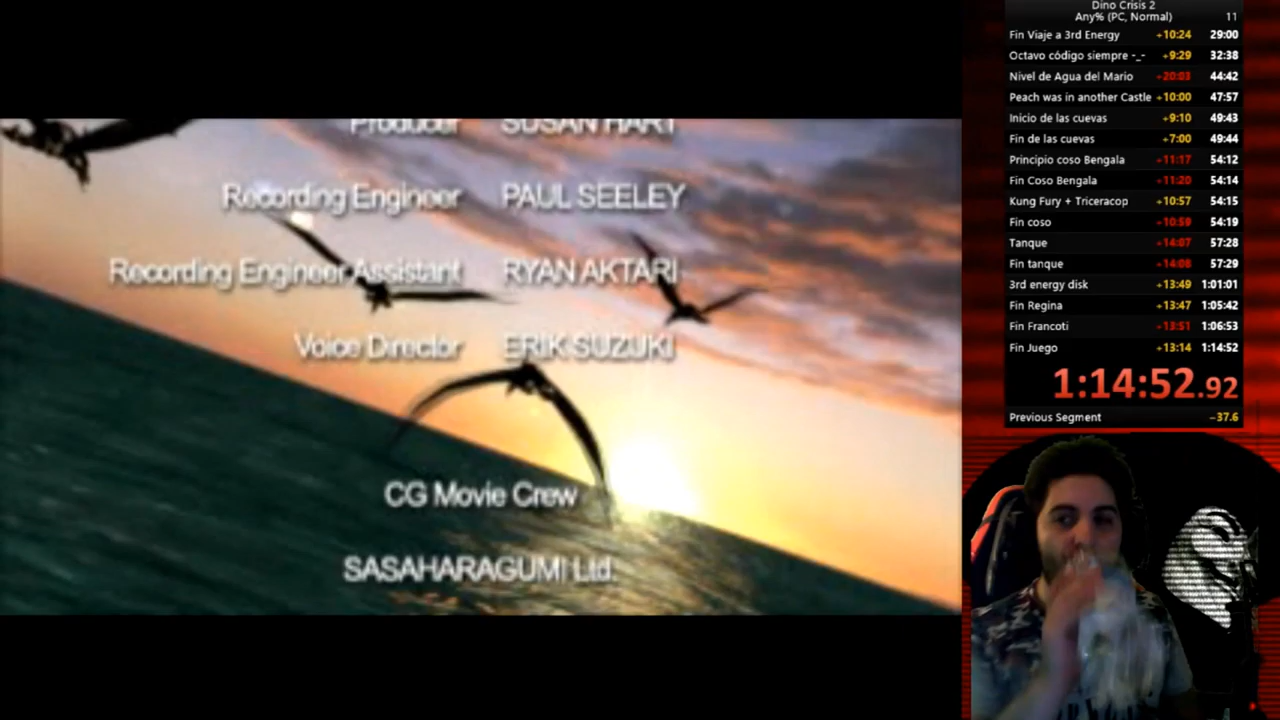 Producer SUSAN HART
Recording Engineer PAUL SEELEY
Recording Engineer Assistant RYAN AKTARI
Voice Director ERIK SUZUKI
CG Movie Crew
SASAHARAGUMI Ltd.
Dino Crisis 2
Any% (PC, Normal) 11
Fin Viaje a 3rd Energy +10:24 29:00
Octavo código siempre -_- +9:29 32:38
Nivel de Agua del Mario +20:03 44:42
Peach was in another Castle +10:00 47:57
Inicio de las cuevas +9:10 49:43
Fin de las cuevas +7:00 49:44
Principio coso Bengala +11:17 54:12
Fin Coso Bengala +11:20 54:14
Kung Fury + Triceracop +10:57 54:15
Fin coso +10:59 54:19
Tanque +14:07 57:28
Fin tanque +14:08 57:29
3rd energy disk +13:49 1:01:01
Fin Regina +13:47 1:05:42
Fin Francoti +13:51 1:06:53
Fin Juego +13:14 1:14:52
1:14:52.92
Previous Segment -37.6